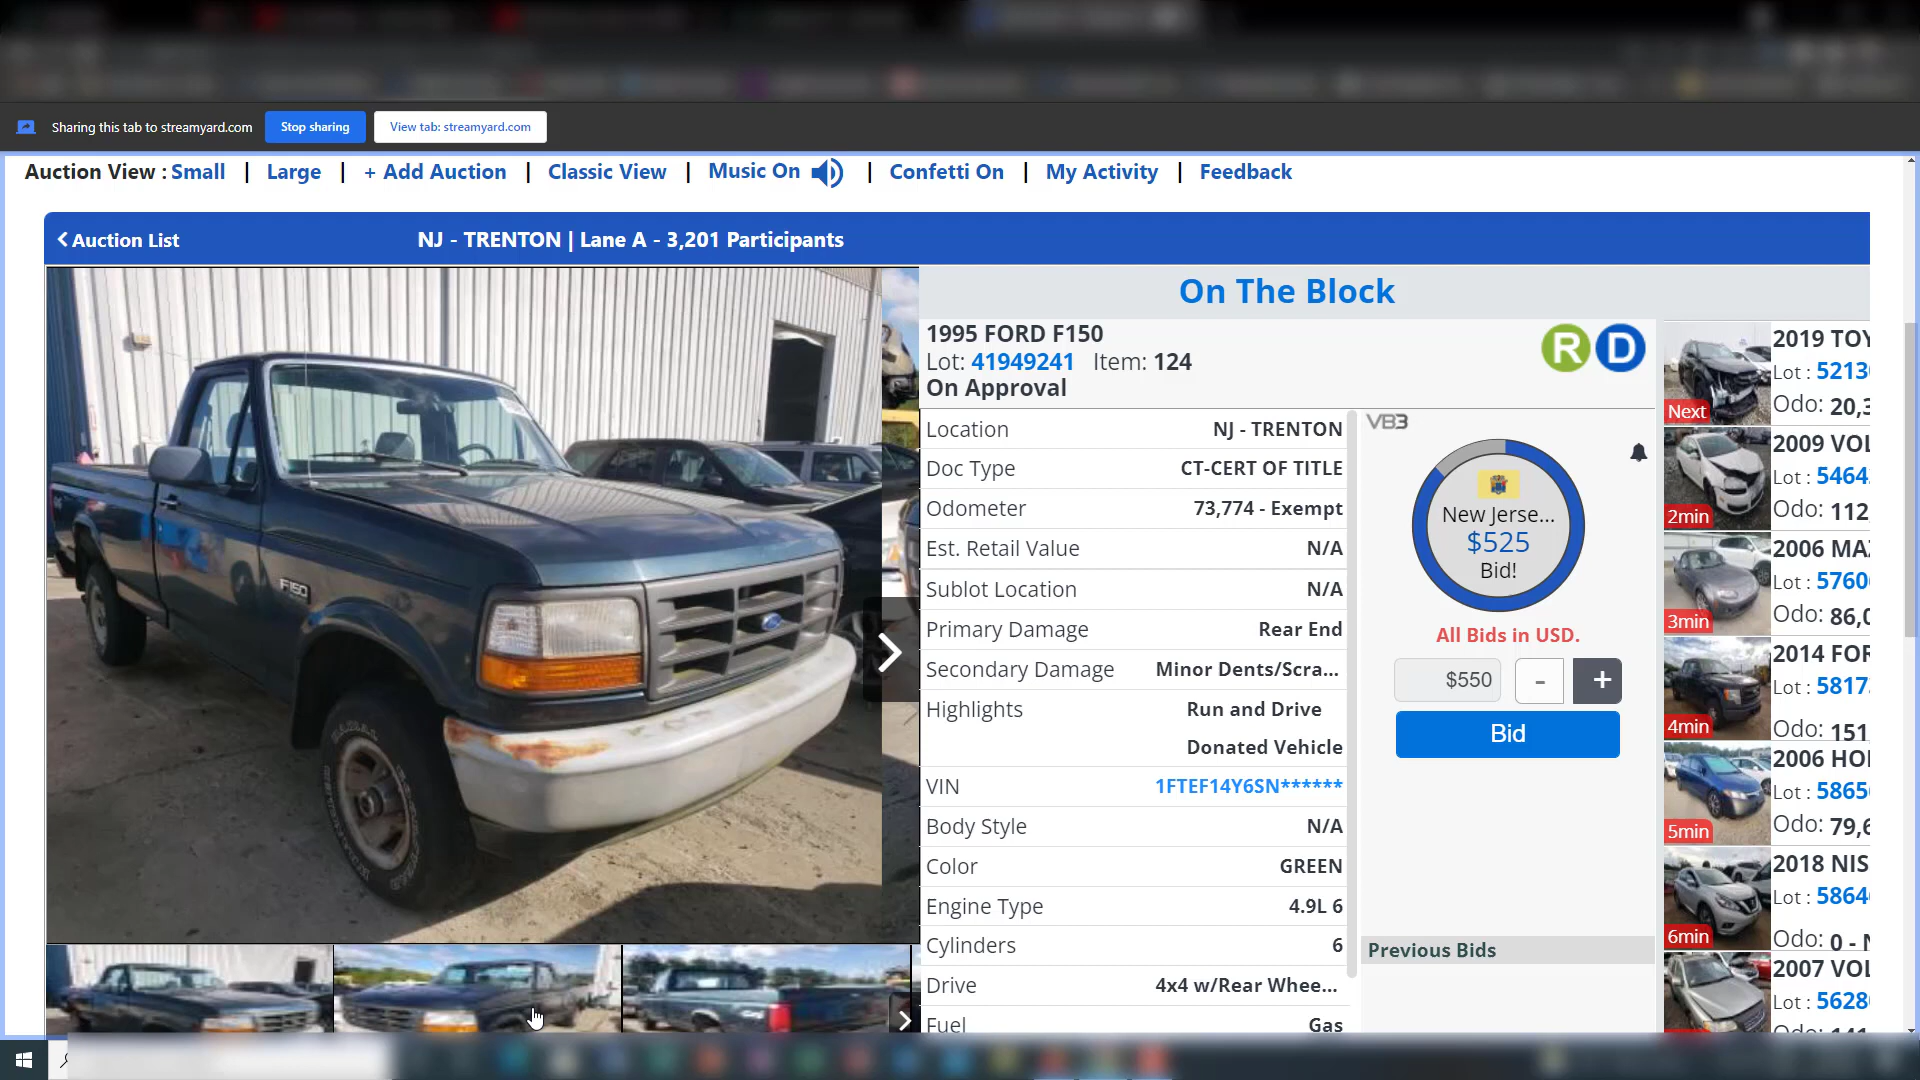 Sharing this tab to streamyard.com Stop sharing View tab: streamyard.com
Auction View : Small | Large | + Add Auction | Classic View | Music On | Confetti On | My Activity | Feedback
Auction List NJ - TRENTON | Lane A - 3,201 Participants
On The Block
1995 FORD F150
Lot: 41949241 Item: 124
On Approval
R D
Location NJ - TRENTON
Doc Type CT-CERT OF TITLE
Odometer 73,774 - Exempt
Est. Retail Value N/A
Sublot Location N/A
Primary Damage Rear End
Secondary Damage Minor Dents/Scra...
Highlights Run and Drive
Donated Vehicle
VIN 1FTEF14Y6SN******
Body Style N/A
Color GREEN
Engine Type 4.9L 6
Cylinders 6
Drive 4x4 w/Rear Whee...
Fuel Gas
VB3
New Jerse...
$525
Bid!
All Bids in USD.
$550 - +
Bid
Previous Bids
2019 TOY
Lot : 5213
Odo: 20,3
Next
2009 VOL
Lot : 5464
Odo: 112,
2min
2006 MA
Lot : 5760
Odo: 86,0
3min
2014 FOR
Lot : 5817
Odo: 151
4min
2006 HO
Lot : 5865
Odo: 79,6
5min
2018 NIS
Lot : 5864
Odo: 0 - N
6min
2007 VOL
Lot : 5628
F150
Ford